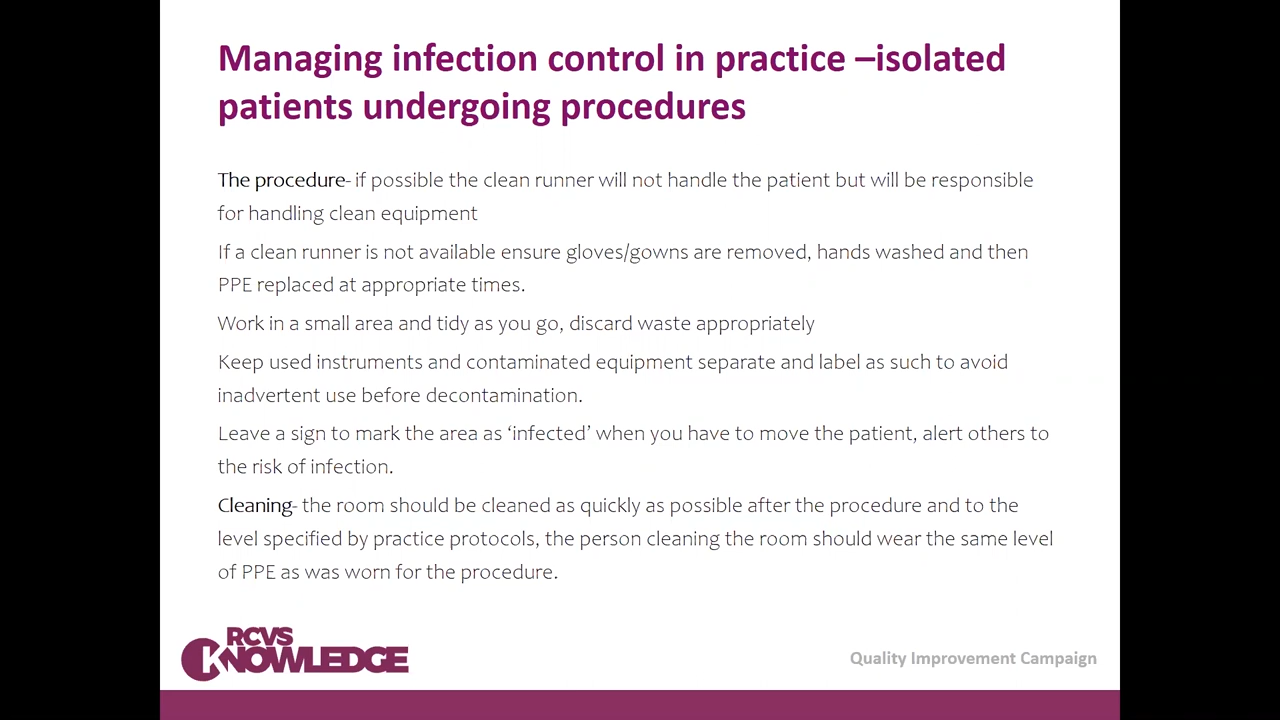 Managing infection control in practice –isolated
patients undergoing procedures
The procedure- if possible the clean runner will not handle the patient but will be responsible
for handling clean equipment
If a clean runner is not available ensure gloves/gowns are removed, hands washed and then
PPE replaced at appropriate times.
Work in a small area and tidy as you go, discard waste appropriately
Keep used instruments and contaminated equipment separate and label as such to avoid
inadvertent use before decontamination.
Leave a sign to mark the area as ‘infected’ when you have to move the patient, alert others to
the risk of infection.
Cleaning- the room should be cleaned as quickly as possible after the procedure and to the
level specified by practice protocols, the person cleaning the room should wear the same level
of PPE as was worn for the procedure.
RCVS
KNOWLEDGE
Quality Improvement Campaign